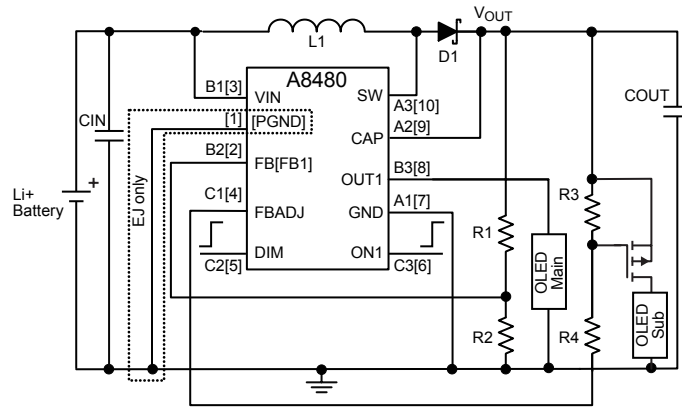 VOUT
L1
D1
A8480
B1[3]
VIN
SW
A3[10]
COUT
[1]
[PGND]
CIN
CAP
A2[9]
B2[2]
FB[FB1]
OUT1
B3[8]
Li+
Battery
+
EJ only
C1[4]
FBADJ
GND
A1[7]
R3
R1
DIM
ON1
C2[5]
C3[6]
OLED
Main
R2
R4
OLED
Sub